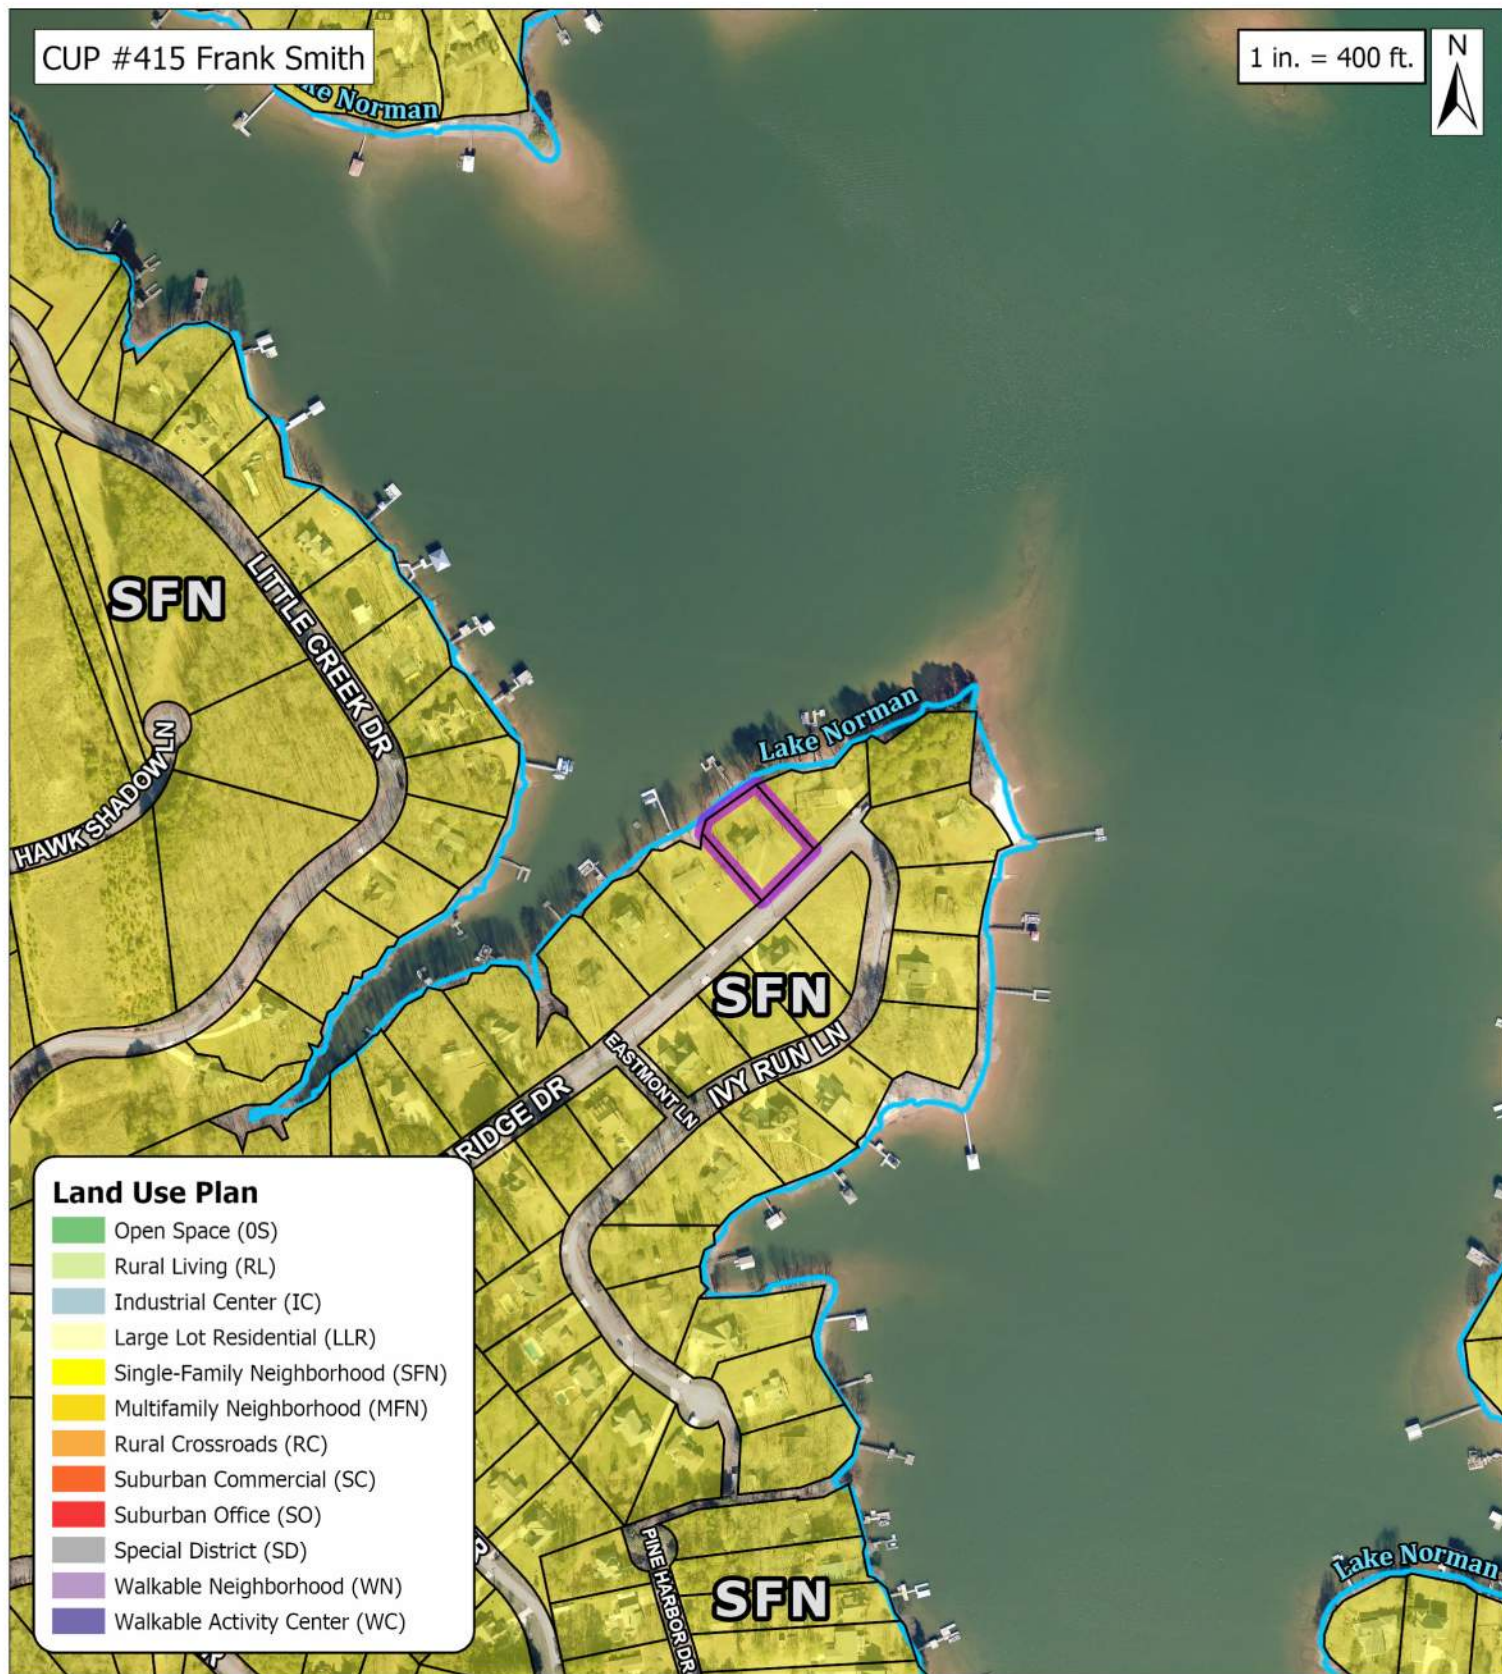 CUP #415 Frank Smith
1 in. = 400 ft.
N
ke Norman
SFN
LITTLE CREEK DR
HAWK SHADOW LN
Lake Norman
SFN
EASTMONT LN
IVY RUN LN
RIDGE DR
Land Use Plan
Open Space (0S)
Rural Living (RL)
Industrial Center (IC)
Large Lot Residential (LLR)
Single-Family Neighborhood (SFN)
Multifamily Neighborhood (MFN)
Rural Crossroads (RC)
Suburban Commercial (SC)
Suburban Office (SO)
Special District (SD)
Walkable Neighborhood (WN)
Walkable Activity Center (WC)
PINE HARBOR DR
SFN
Lake Norman